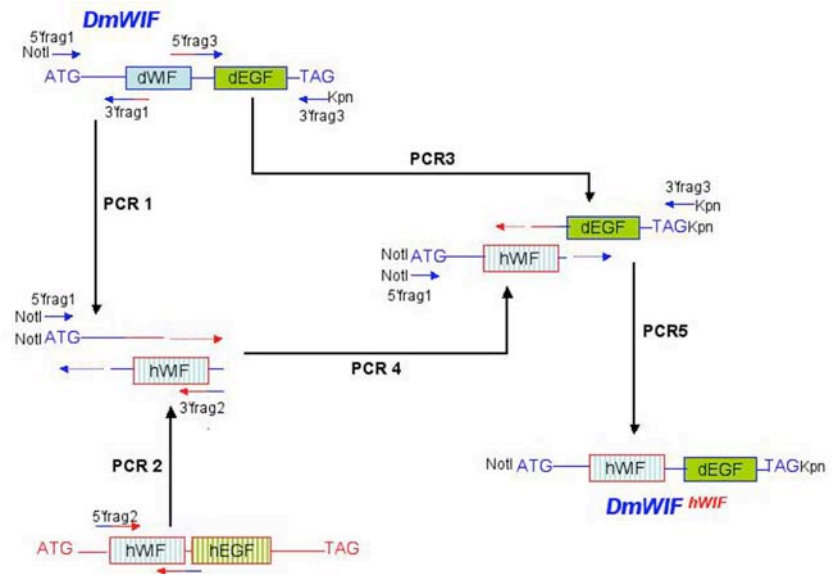 DmWIF
5'frag1
NotI
5'frag3
ATG
dWIF
dEGF
TAG
3'frag1
Kpn
3'frag3
PCR3
PCR 1
3'frag3
Kpn
dEGF
TAGKpn
NotI ATG
hWIF
NotI
5'frag1
5'frag1
NotI
NotI ATG
hWIF
3'frag2
PCR 4
PCR5
PCR 2
NotI ATG
hWIF
dEGF
TAGKpn
DmWIF hWIF
5'frag2
ATG
hWIF
hEGF
TAG